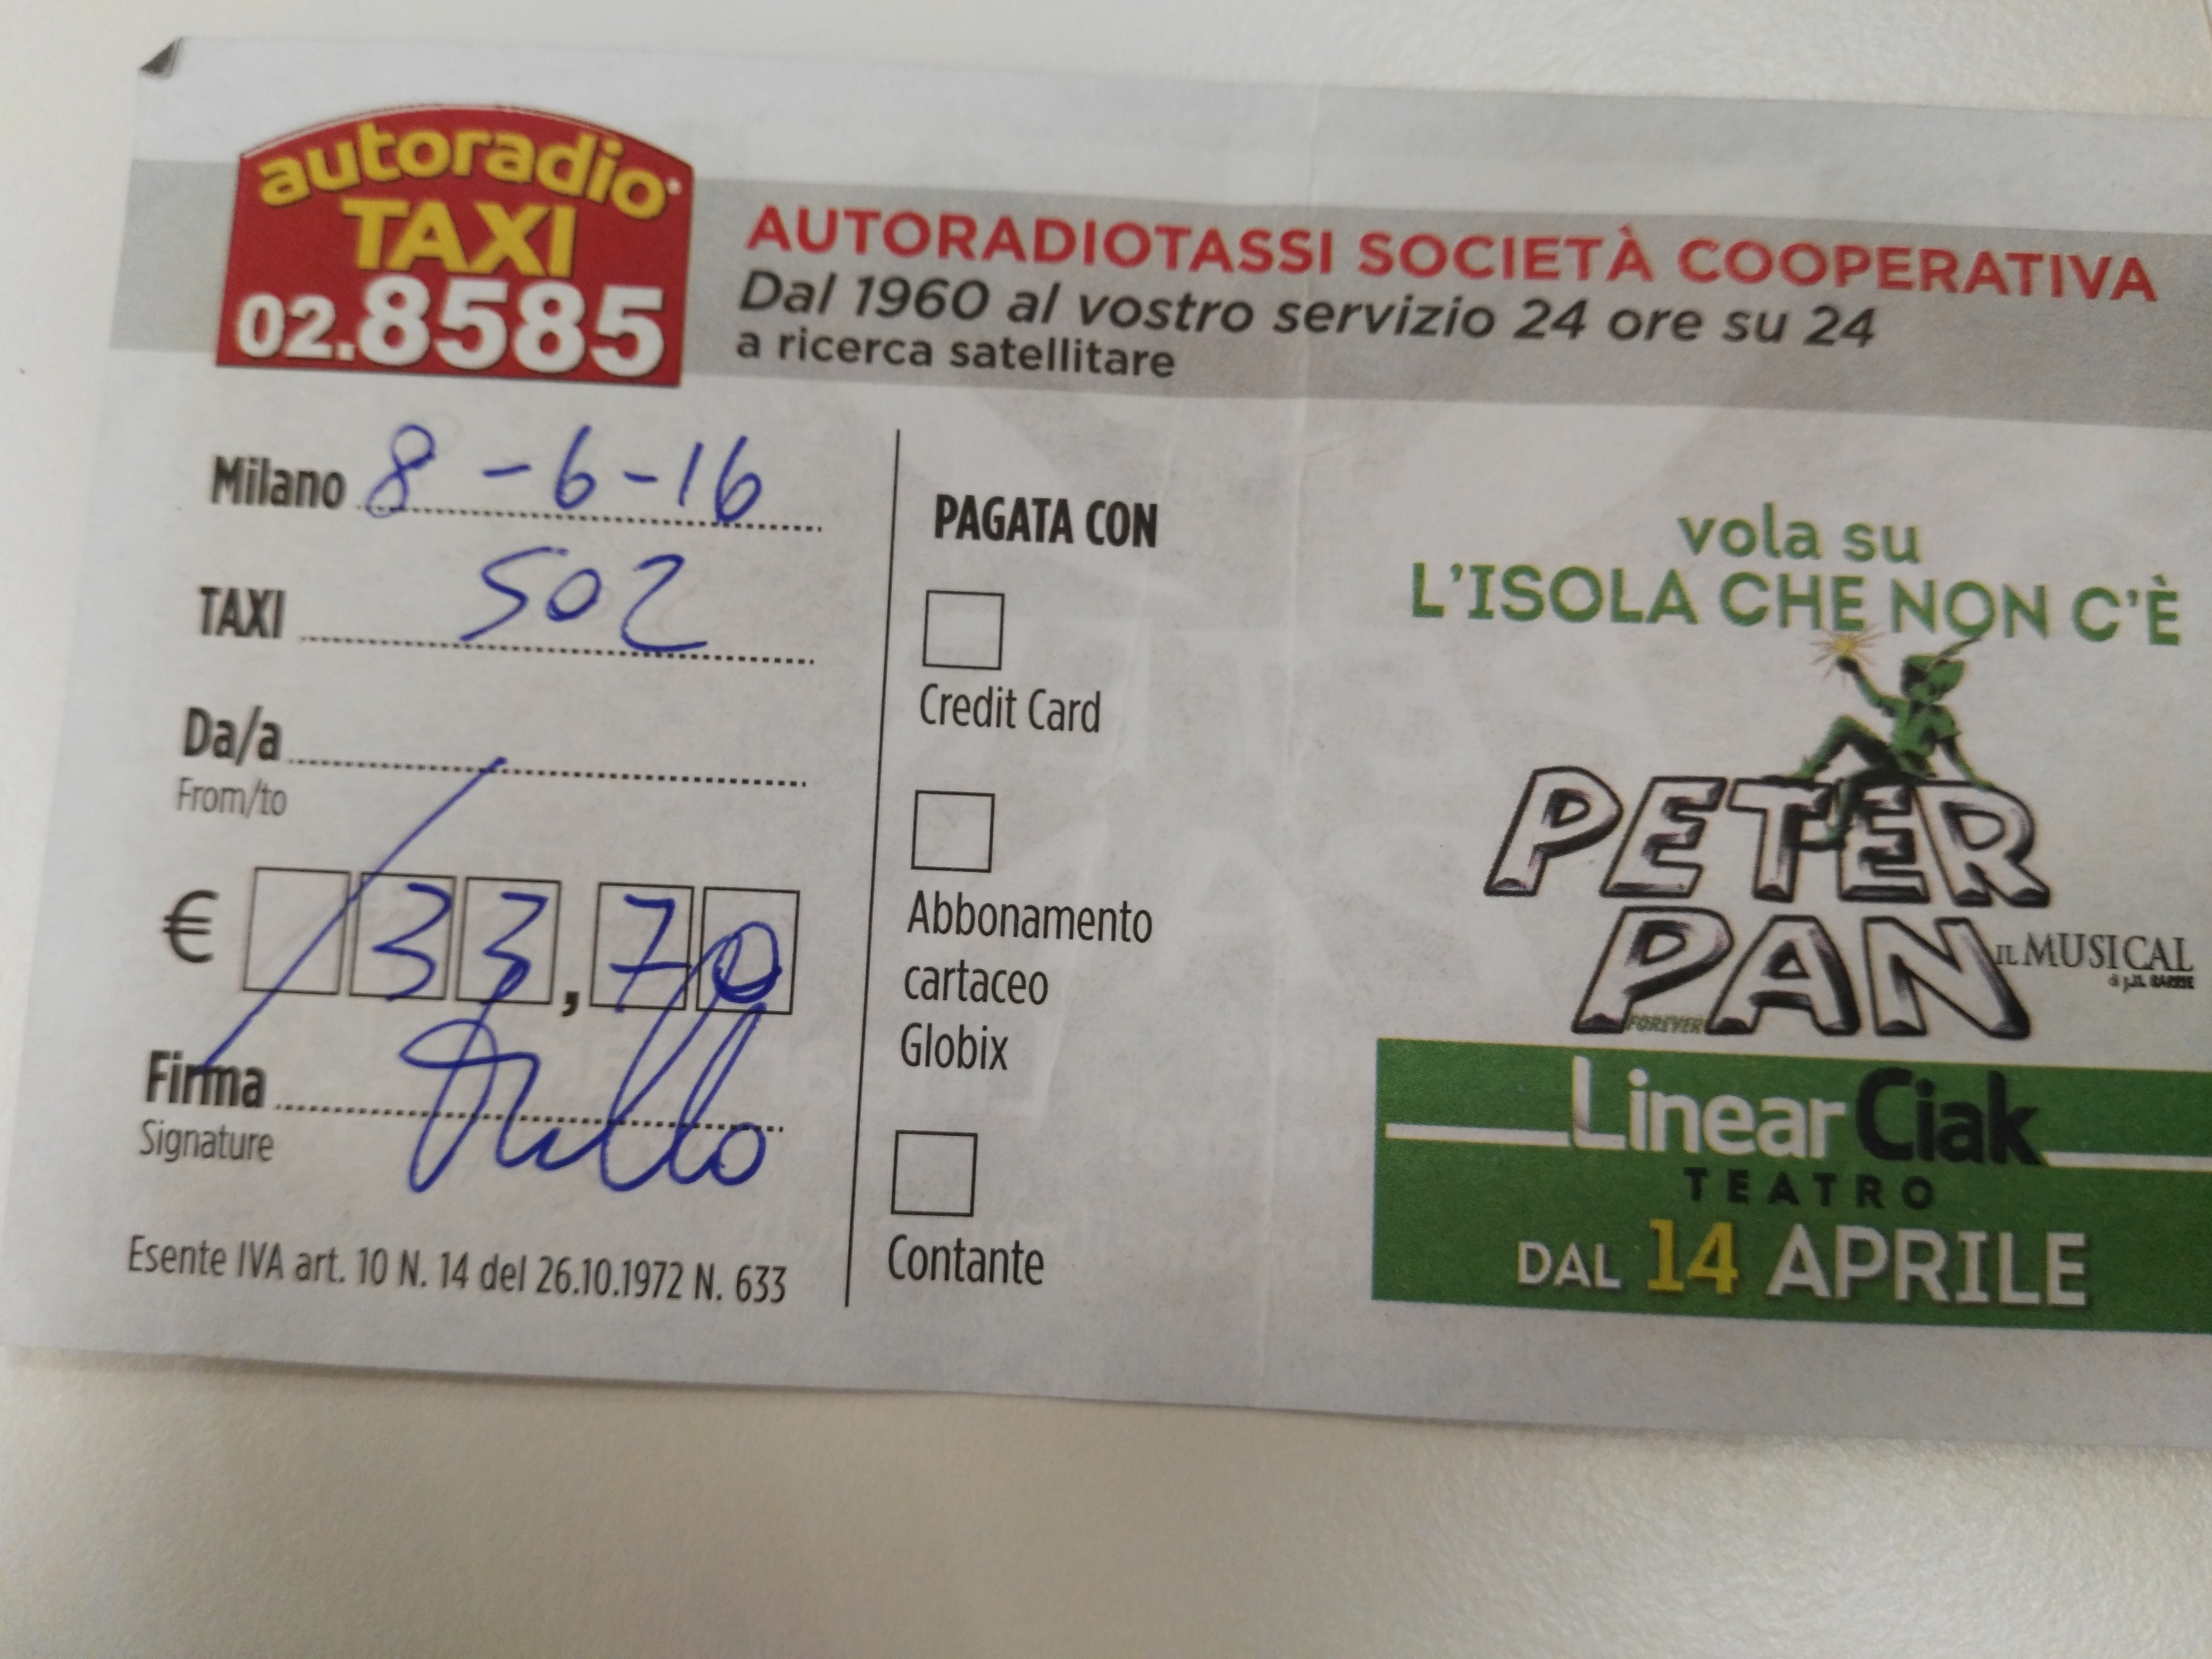 autoradio
TAXI
02.8585
AUTORADIOTASSI SOCIETÀ COOPERATIVA
Dal 1960 al vostro servizio 24 ore su 24
a ricerca satellitare
Milano 8-6-16
TAXI 502
Da/a
From/to
€ 33,70
Firma
Signature
Esente IVA art. 10 N. 14 del 26.10.1972 N. 633
PAGATA CON
Credit Card
Abbonamento
cartaceo
Globix
Contante
vola su
L'ISOLA CHE NON C'È
PETER
PAN
IL MUSICAL
di J.M. BARRIE
FOREVER
Linear Ciak
TEATRO
DAL 14 APRILE